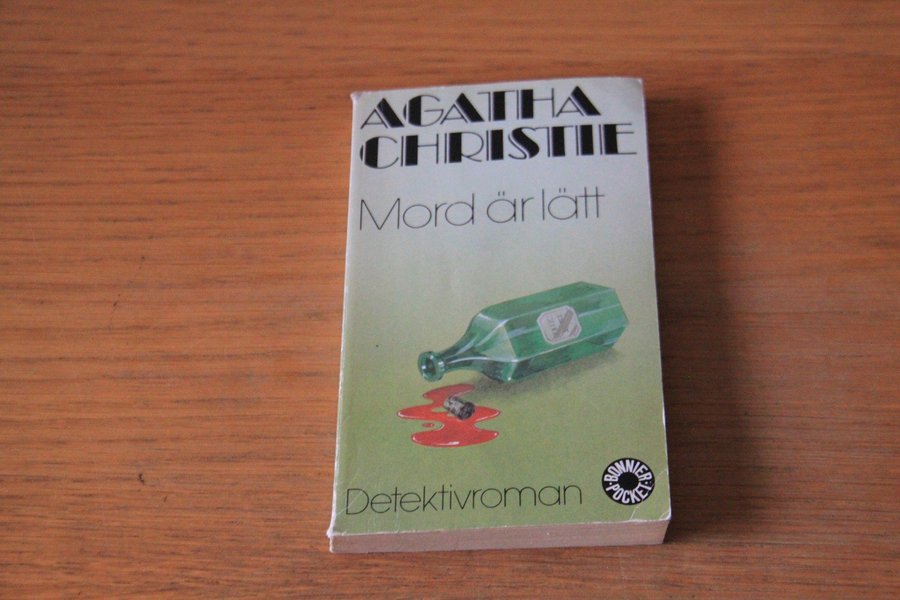 AGATHA
CHRISTIE
Mord är lätt
Detektivroman
BONNIER
POCKET